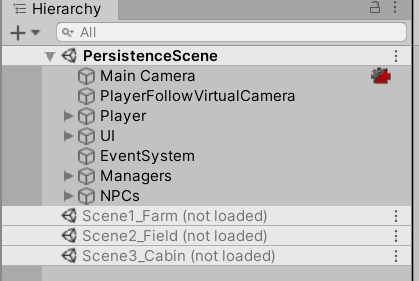 Hierarchy
All
PersistenceScene
Main Camera
PlayerFollowVirtualCamera
Player
UI
EventSystem
Managers
NPCs
Scene1_Farm (not loaded)
Scene2_Field (not loaded)
Scene3_Cabin (not loaded)